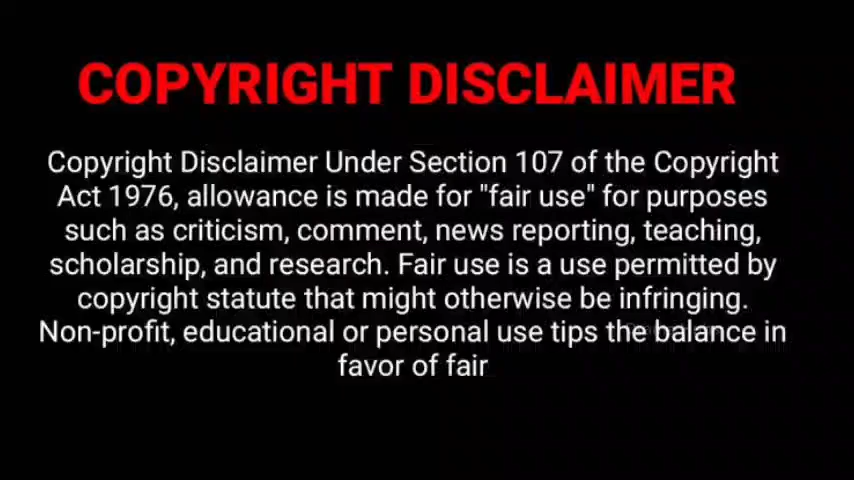 COPYRIGHT DISCLAIMER
Copyright Disclaimer Under Section 107 of the Copyright
Act 1976, allowance is made for "fair use" for purposes
such as criticism, comment, news reporting, teaching,
scholarship, and research. Fair use is a use permitted by
copyright statute that might otherwise be infringing.
Non-profit, educational or personal use tips the balance in
favor of fair